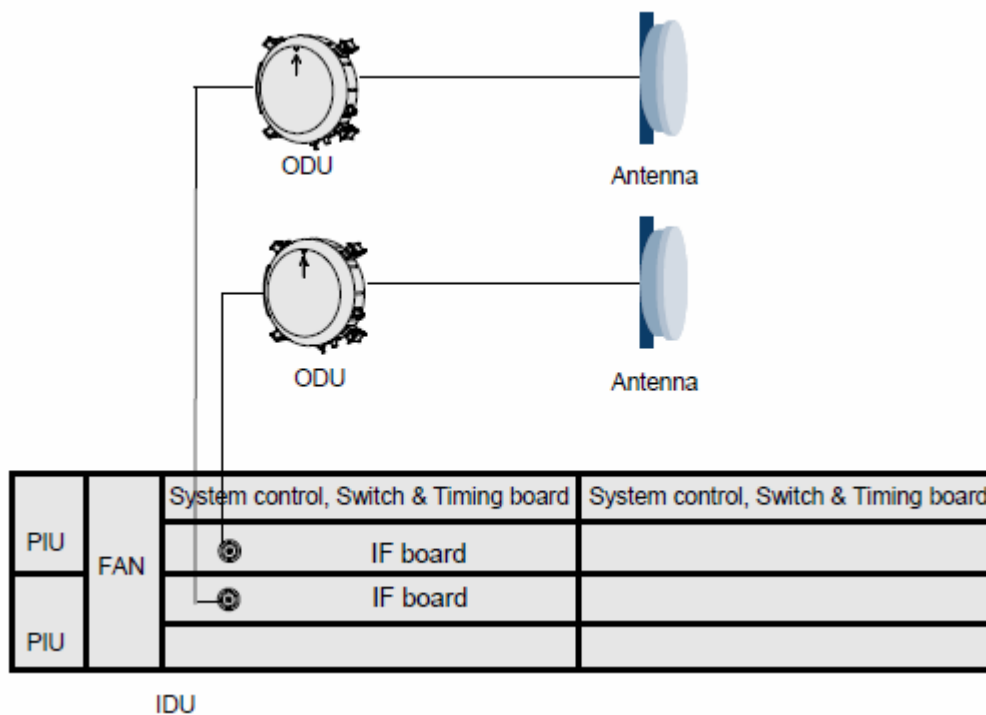 ODU
Antenna
ODU
Antenna
System control, Switch & Timing board
System control, Switch & Timing board
PIU
FAN
IF board
IF board
PIU
IDU